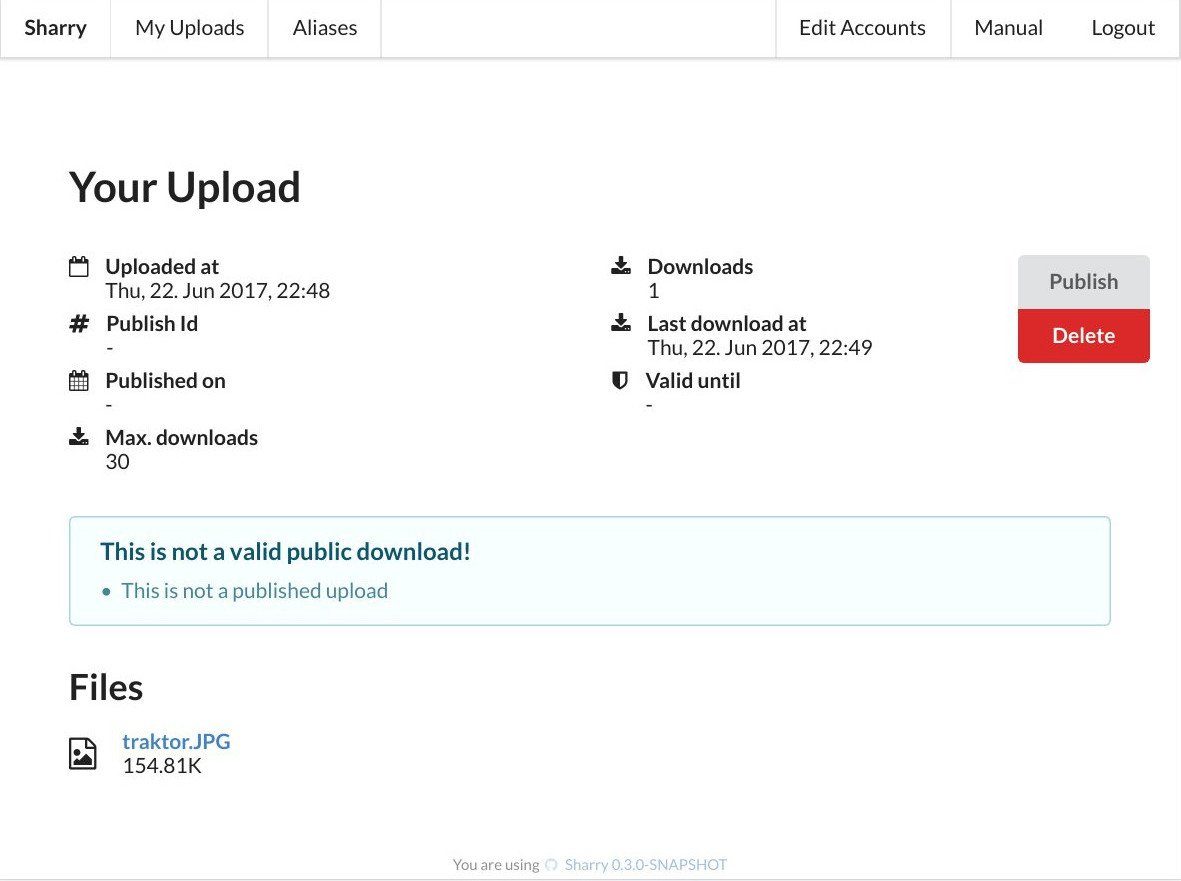 Sharry My Uploads Aliases Edit Accounts Manual Logout
Your Upload
Uploaded at
Thu, 22. Jun 2017, 22:48
Publish Id
-
Published on
-
Max. downloads
30
Downloads
1
Last download at
Thu, 22. Jun 2017, 22:49
Valid until
-
Publish
Delete
This is not a valid public download!
• This is not a published upload
Files
traktor.JPG
154.81K
You are using Sharry 0.3.0-SNAPSHOT